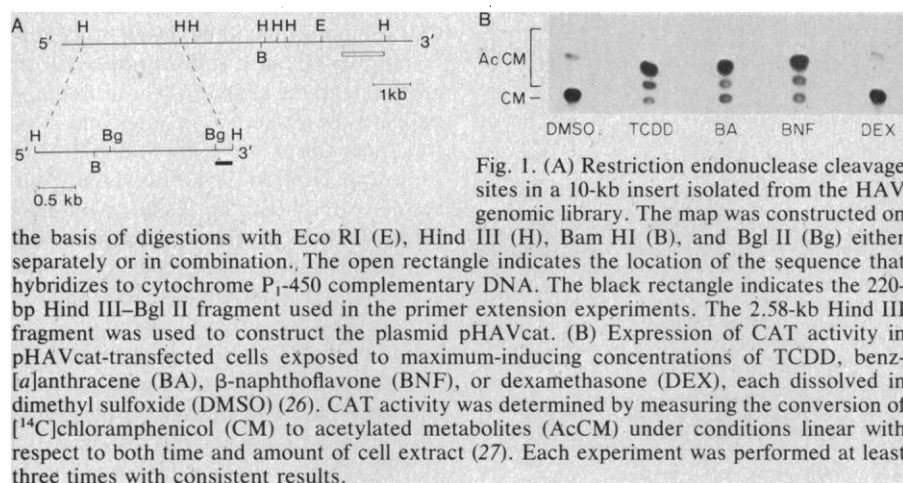 A
H H H H H H E H
5′ 3′
B
1kb
H Bg Bg H
5′ 3′
B
0.5 kb
B
AcCM
CM –
DMSO. TCDD BA BNF DEX
Fig. 1. (A) Restriction endonuclease cleavage
sites in a 10-kb insert isolated from the HAV
genomic library. The map was constructed on
the basis of digestions with Eco RI (E), Hind III (H), Bam HI (B), and Bgl II (Bg) either
separately or in combination. The open rectangle indicates the location of the sequence that
hybridizes to cytochrome P₁-450 complementary DNA. The black rectangle indicates the 220-
bp Hind III–Bgl II fragment used in the primer extension experiments. The 2.58-kb Hind III
fragment was used to construct the plasmid pHAVcat. (B) Expression of CAT activity in
pHAVcat-transfected cells exposed to maximum-inducing concentrations of TCDD, benz-
[a]anthracene (BA), β-naphthoflavone (BNF), or dexamethasone (DEX), each dissolved in
dimethyl sulfoxide (DMSO) (26). CAT activity was determined by measuring the conversion of
[¹⁴C]chloramphenicol (CM) to acetylated metabolites (AcCM) under conditions linear with
respect to both time and amount of cell extract (27). Each experiment was performed at least
three times with consistent results.